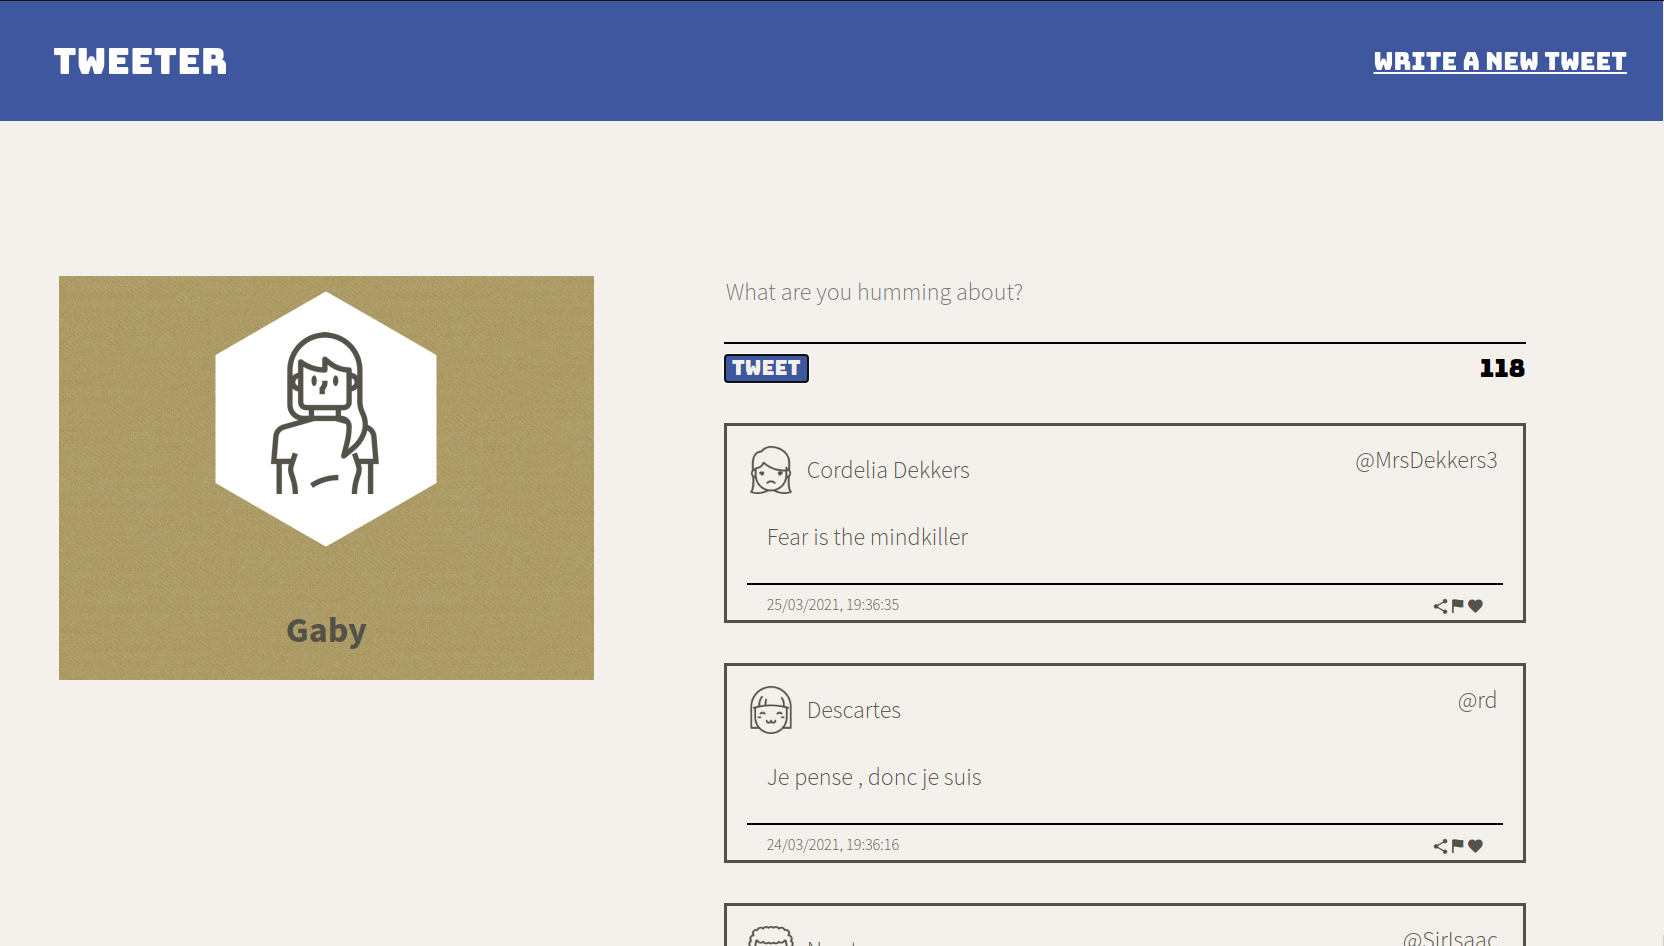 TWEETER
WRITE A NEW TWEET
Gaby
What are you humming about?
TWEET
118
Cordelia Dekkers
@MrsDekkers3
Fear is the mindkiller
25/03/2021, 19:36:35
Descartes
@rd
Je pense , donc je suis
24/03/2021, 19:36:16
@SirIsaac